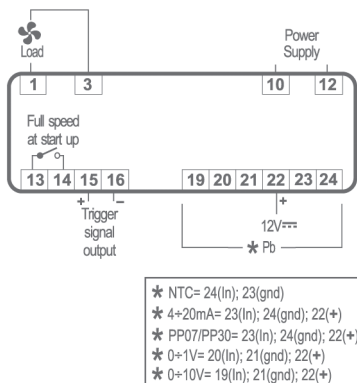 Load
Power
Supply
1 3 10 12
Full speed
at start up
13 14 15 16 19 20 21 22 23 24
+ − +
Trigger
signal
output
12V⎓
* Pb
* NTC= 24(In); 23(gnd)
* 4÷20mA= 23(In); 24(gnd); 22(+)
* PP07/PP30= 23(In); 24(gnd); 22(+)
* 0÷1V= 20(In); 21(gnd); 22(+)
* 0÷10V= 19(In); 21(gnd); 22(+)